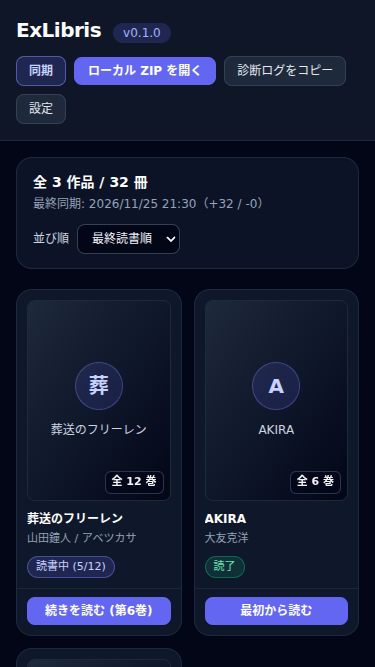 ExLibris v0.1.0
同期 ローカル ZIP を開く 診断ログをコピー
設定
全 3 作品 / 32 冊
最終同期: 2026/11/25 21:30（+32 / -0）
並び順 最終読書順
葬
葬送のフリーレン
全 12 巻
葬送のフリーレン
山田鐘人 / アベツカサ
読書中 (5/12)
続きを読む (第6巻)
A
AKIRA
全 6 巻
AKIRA
大友克洋
読了
最初から読む